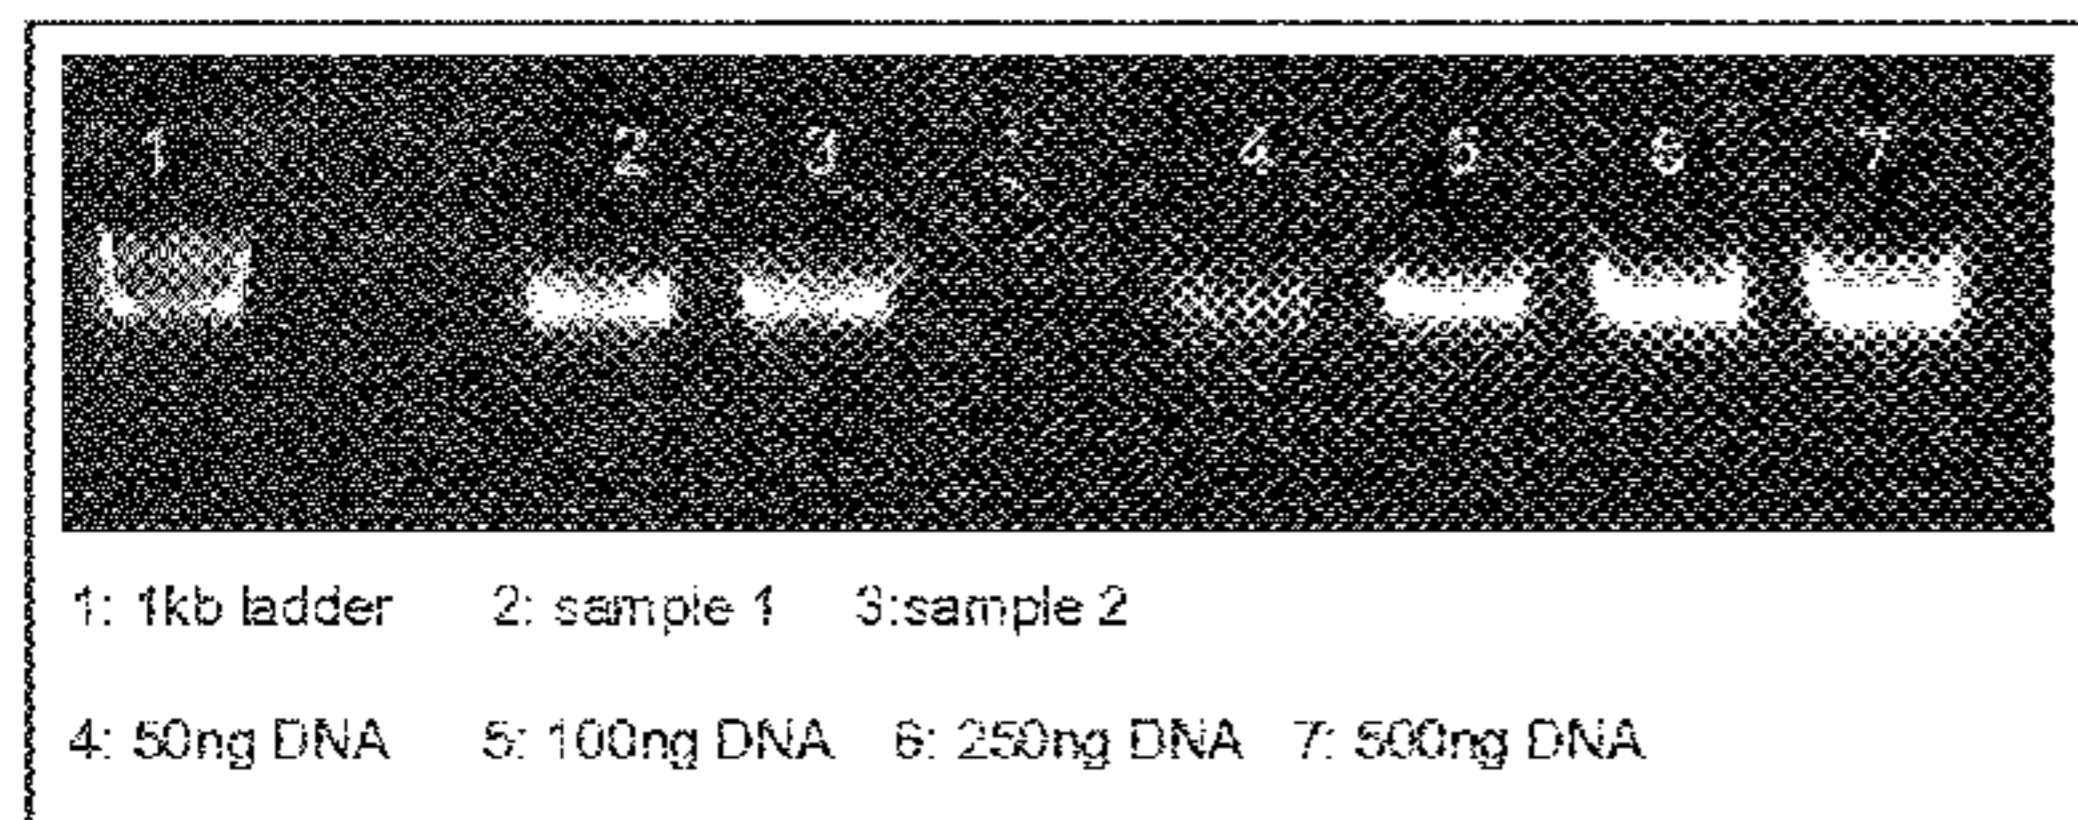 1 2 3 4 5 6 7
1: 1kb ladder 2: sample 1 3:sample 2
4: 50ng DNA 5: 100ng DNA 6: 250ng DNA 7: 500ng DNA